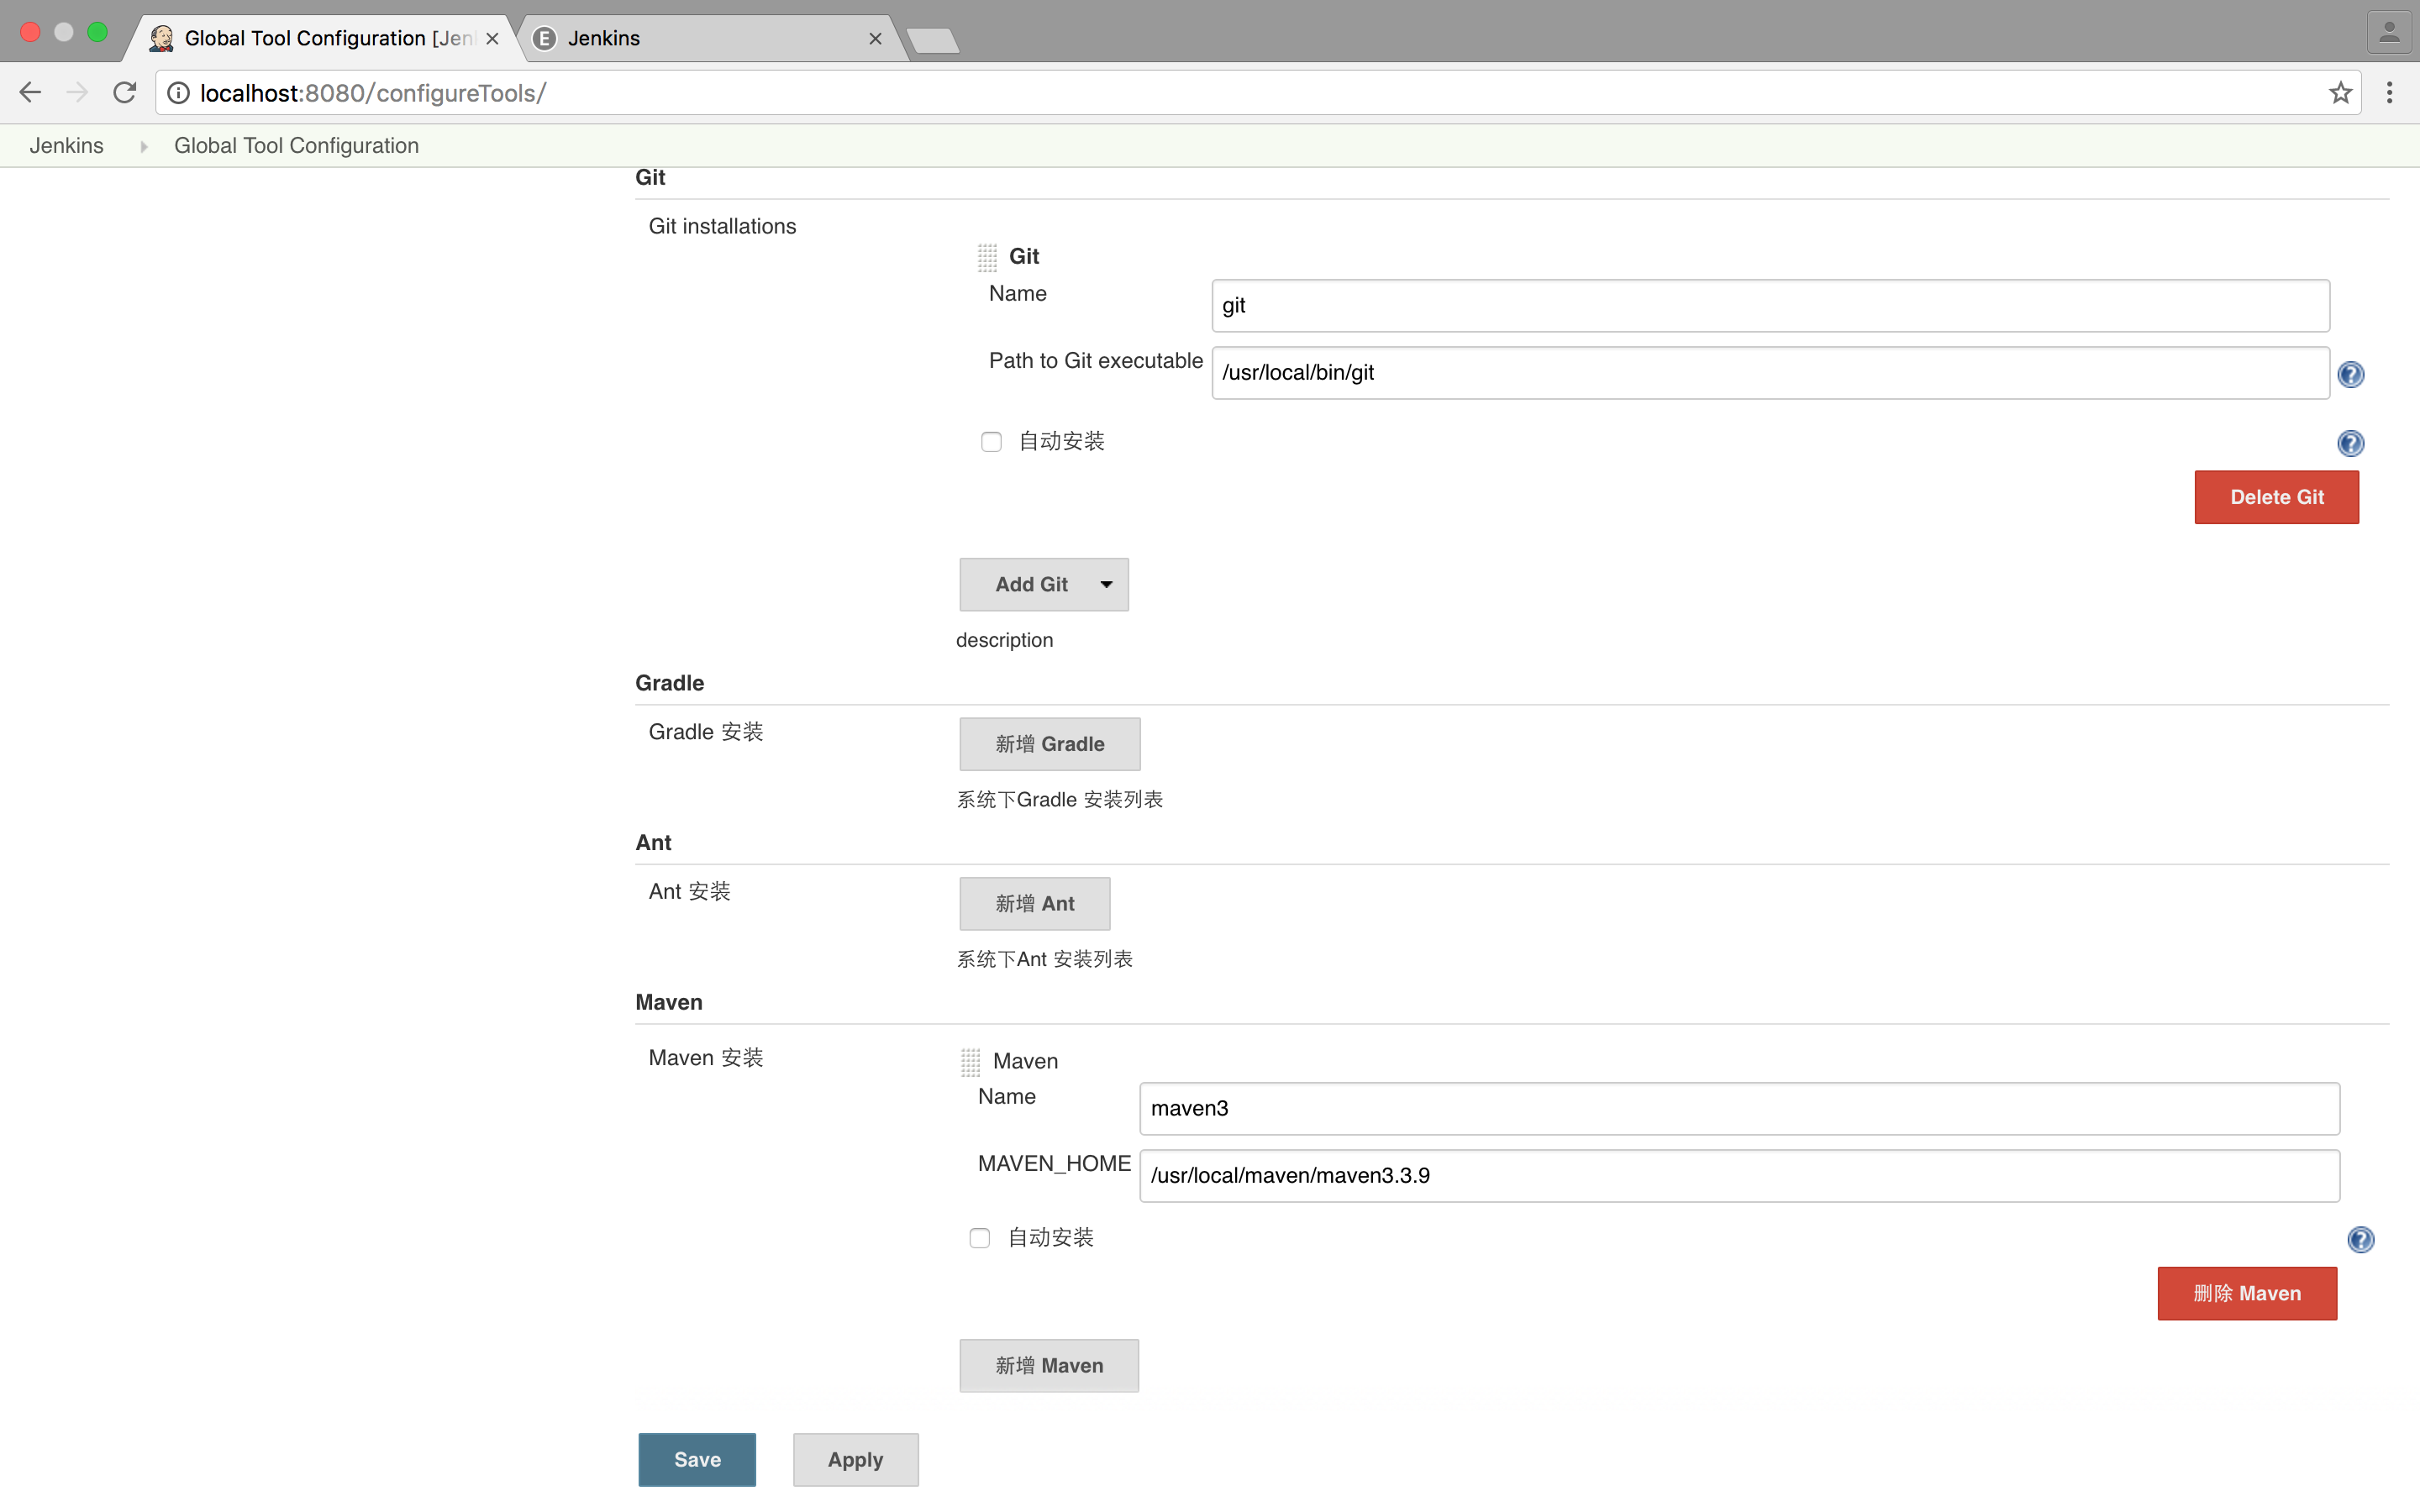 Global Tool Configuration [Jen
E Jenkins
localhost:8080/configureTools/
Jenkins Global Tool Configuration
Git
Git installations
Git
Name git
Path to Git executable /usr/local/bin/git
自动安装
Delete Git
Add Git
description
Gradle
Gradle 安装 新增 Gradle
系统下Gradle 安装列表
Ant
Ant 安装 新增 Ant
系统下Ant 安装列表
Maven
Maven 安装 Maven
Name maven3
MAVEN_HOME /usr/local/maven/maven3.3.9
自动安装
删除 Maven
新增 Maven
Save Apply